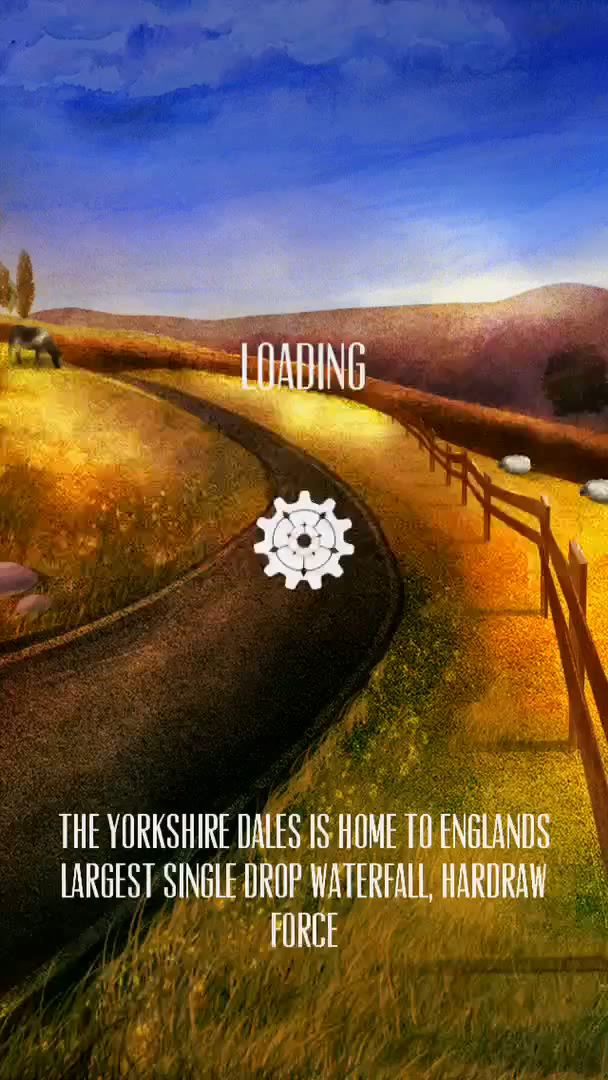 LOADING
THE YORKSHIRE DALES IS HOME TO ENGLANDS
LARGEST SINGLE DROP WATERFALL, HARDRAW
FORCE